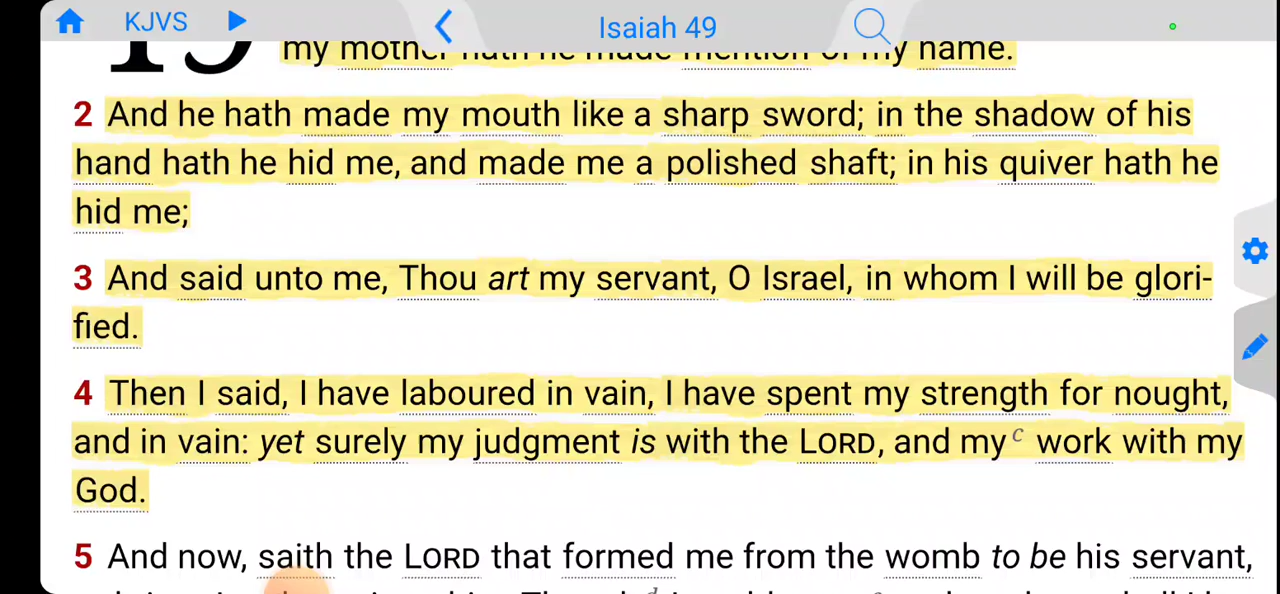 KJVS
Isaiah 49
my mother hath he made mention of my name.
2 And he hath made my mouth like a sharp sword; in the shadow of his
hand hath he hid me, and made me a polished shaft; in his quiver hath he
hid me;
3 And said unto me, Thou art my servant, O Israel, in whom I will be glori-
fied.
4 Then I said, I have laboured in vain, I have spent my strength for nought,
and in vain: yet surely my judgment is with the LORD, and my c work with my
God.
5 And now, saith the LORD that formed me from the womb to be his servant,